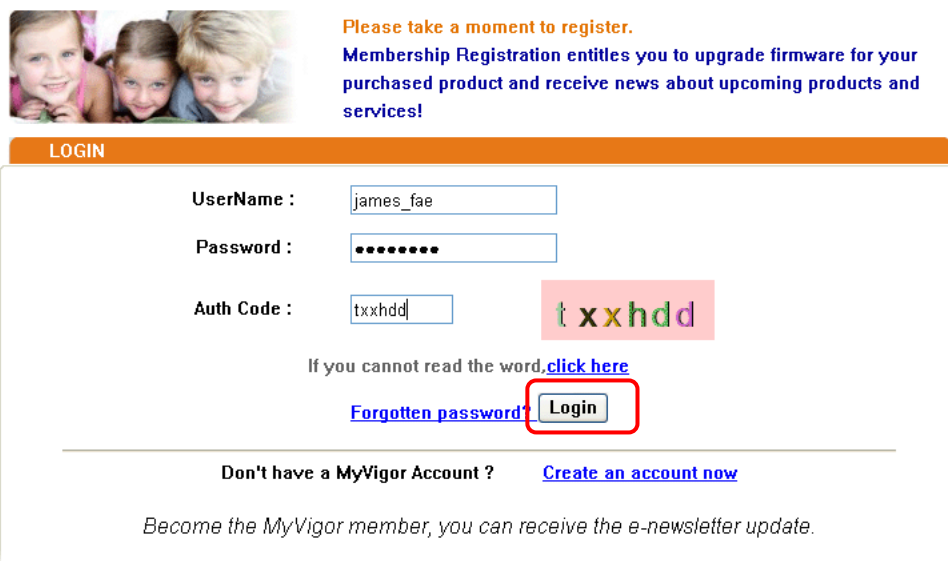 Please take a moment to register.
Membership Registration entitles you to upgrade firmware for your
purchased product and receive news about upcoming products and
services!
LOGIN
UserName : james_fae
Password : ●●●●●●●●
Auth Code : txxhdd txxhdd
If you cannot read the word,click here
Forgotten password? Login
Don't have a MyVigor Account ? Create an account now
Become the MyVigor member, you can receive the e-newsletter update.